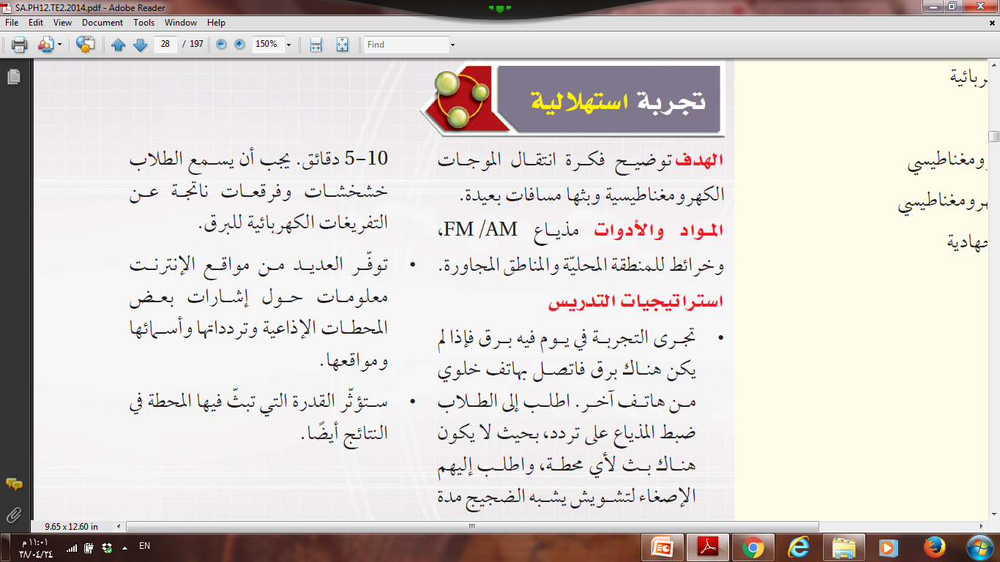 SA.PH12.TE2.2014.pdf - Adobe Reader
File Edit View Document Tools Window Help
28 / 197 150% Find
تجربة استهلالية
الهدف توضيح فكرة انتقال الموجات
الكهرومغناطيسية وبثها مسافات بعيدة.
المواد والأدوات مذياع FM /AM،
وخرائط للمنطقة المحليّة والمناطق المجاورة.
استراتيجيات التدريس
• تجرى التجربة في يوم فيه برق فإذا لم
يكن هناك برق فاتصل بهاتف خلوي
من هاتف آخر. اطلب إلى الطلاب
ضبط المذياع على تردد، بحيث لا يكون
هناك بث لأي محطة، واطلب إليهم
الإصغاء لتشويش يشبه الضجيج مدة
5-10 دقائق. يجب أن يسمع الطلاب
خشخشات وفرقعات ناتجة عن
التفريغات الكهربائية للبرق.
• توفّر العديد من مواقع الإنترنت
معلومات حول إشارات بعض
المحطات الإذاعية وتردداتها وأسمائها
ومواقعها.
• ستؤثّر القدرة التي تبثّ فيها المحطة في
النتائج أيضًا.
ربائية
ومغناطيسي
هرومغناطيسي
جهادية
9.65 x 12.60 in
EN
١١:٠١ م
٣٨/٠٤/٢٤